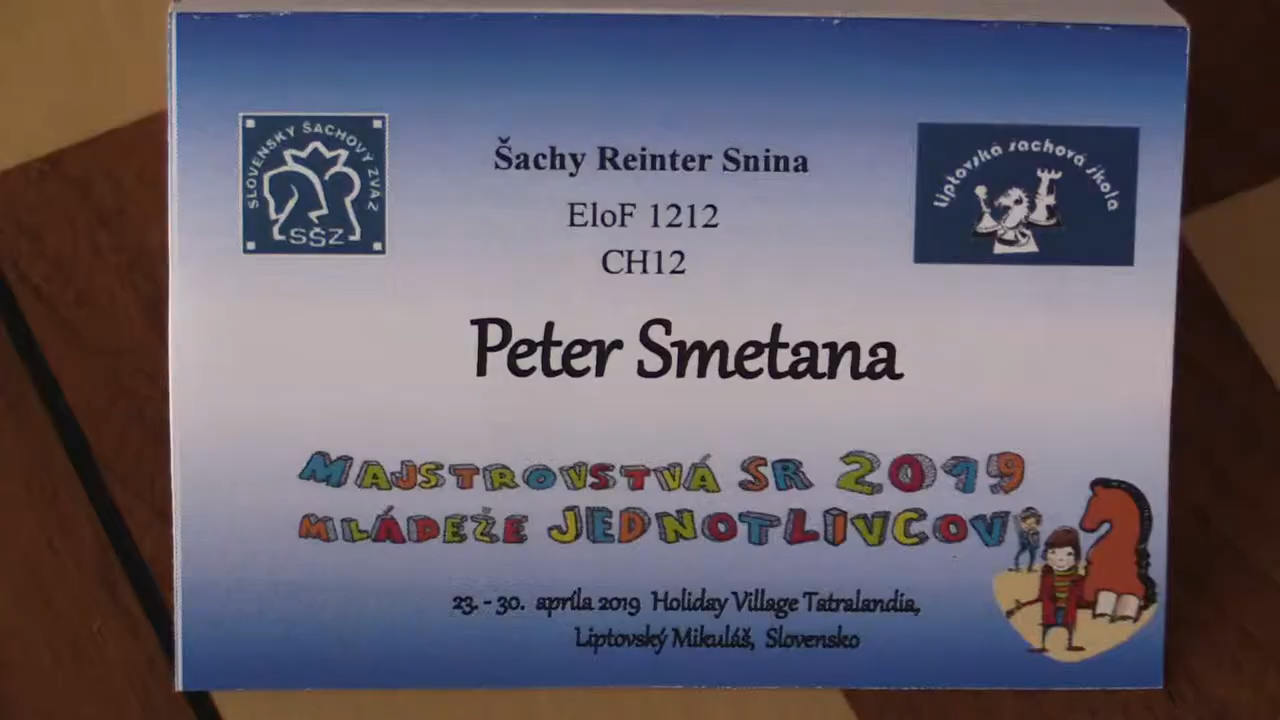 SLOVENSKÝ ŠACHOVÝ ZVÄZ
SŠZ
Šachy Reinter Snina
EloF 1212
CH12
Liptovská šachová škola
Peter Smetana
MAJSTROVSTVÁ SR 2019
MLÁDEŽE JEDNOTLIVCOV
23. - 30. apríla 2019 Holiday Village Tatralandia,
Liptovský Mikuláš, Slovensko